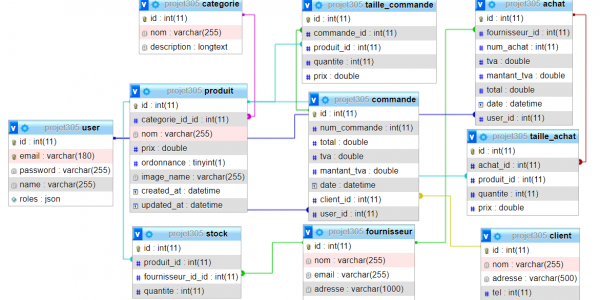 projet305 categorie
id : int(11)
nom : varchar(255)
description : longtext
projet305 taille_commande
id : int(11)
commande_id : int(11)
produit_id : int(11)
quantite : int(11)
prix : double
projet305 achat
id : int(11)
fournisseur_id : int(11)
num_achat : int(11)
tva : double
mantant_tva : double
total : double
date : datetime
user_id : int(11)
projet305 produit
id : int(11)
categorie_id_id : int(11)
nom : varchar(255)
prix : double
ordonnance : tinyint(1)
image_name : varchar(255)
created_at : datetime
updated_at : datetime
projet305 commande
id : int(11)
num_commande : int(11)
total : double
tva : double
mantant_tva : double
date : datetime
client_id : int(11)
user_id : int(11)
projet305 user
id : int(11)
email : varchar(180)
password : varchar(255)
name : varchar(255)
roles : json
projet305 taille_achat
id : int(11)
achat_id : int(11)
produit_id : int(11)
quantite : int(11)
prix : double
projet305 stock
id : int(11)
produit_id : int(11)
fournisseur_id_id : int(11)
quantite : int(11)
projet305 fournisseur
id : int(11)
nom : varchar(255)
email : varchar(255)
adresse : varchar(1000)
projet305 client
id : int(11)
nom : varchar(255)
adresse : varchar(500)
tel : int(11)